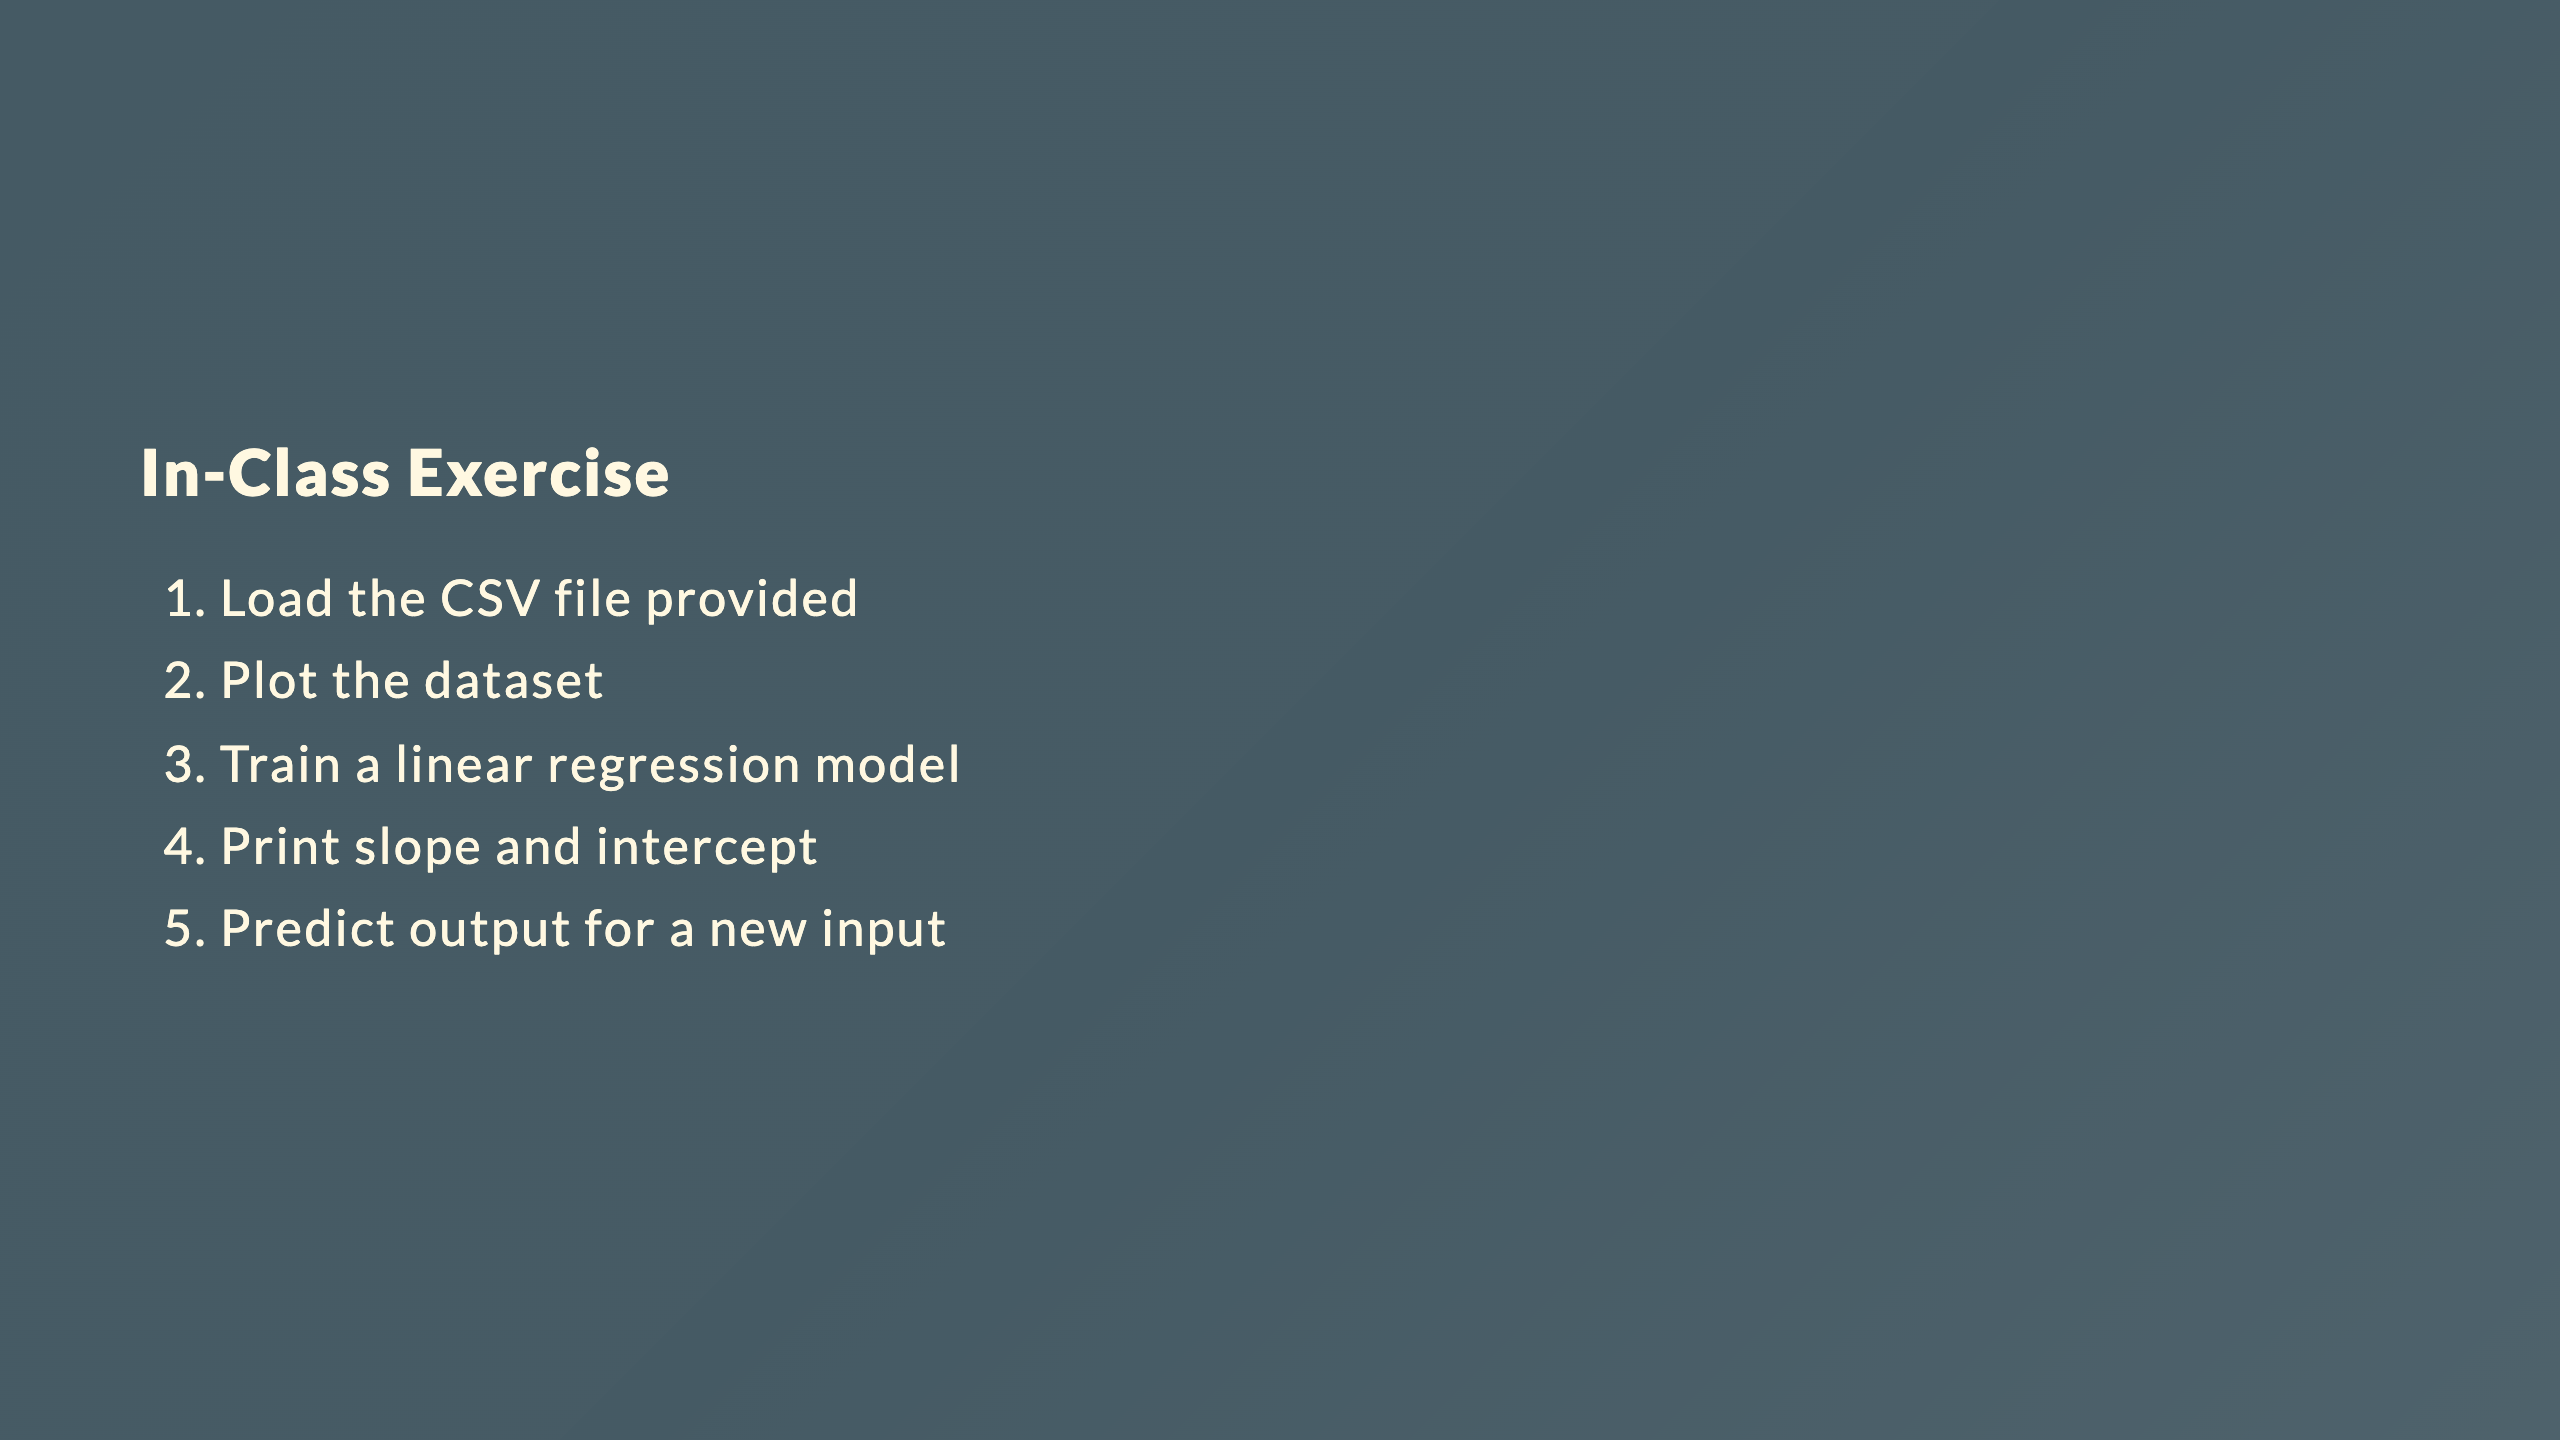 In-Class Exercise
1. Load the CSV file provided
2. Plot the dataset
3. Train a linear regression model
4. Print slope and intercept
5. Predict output for a new input